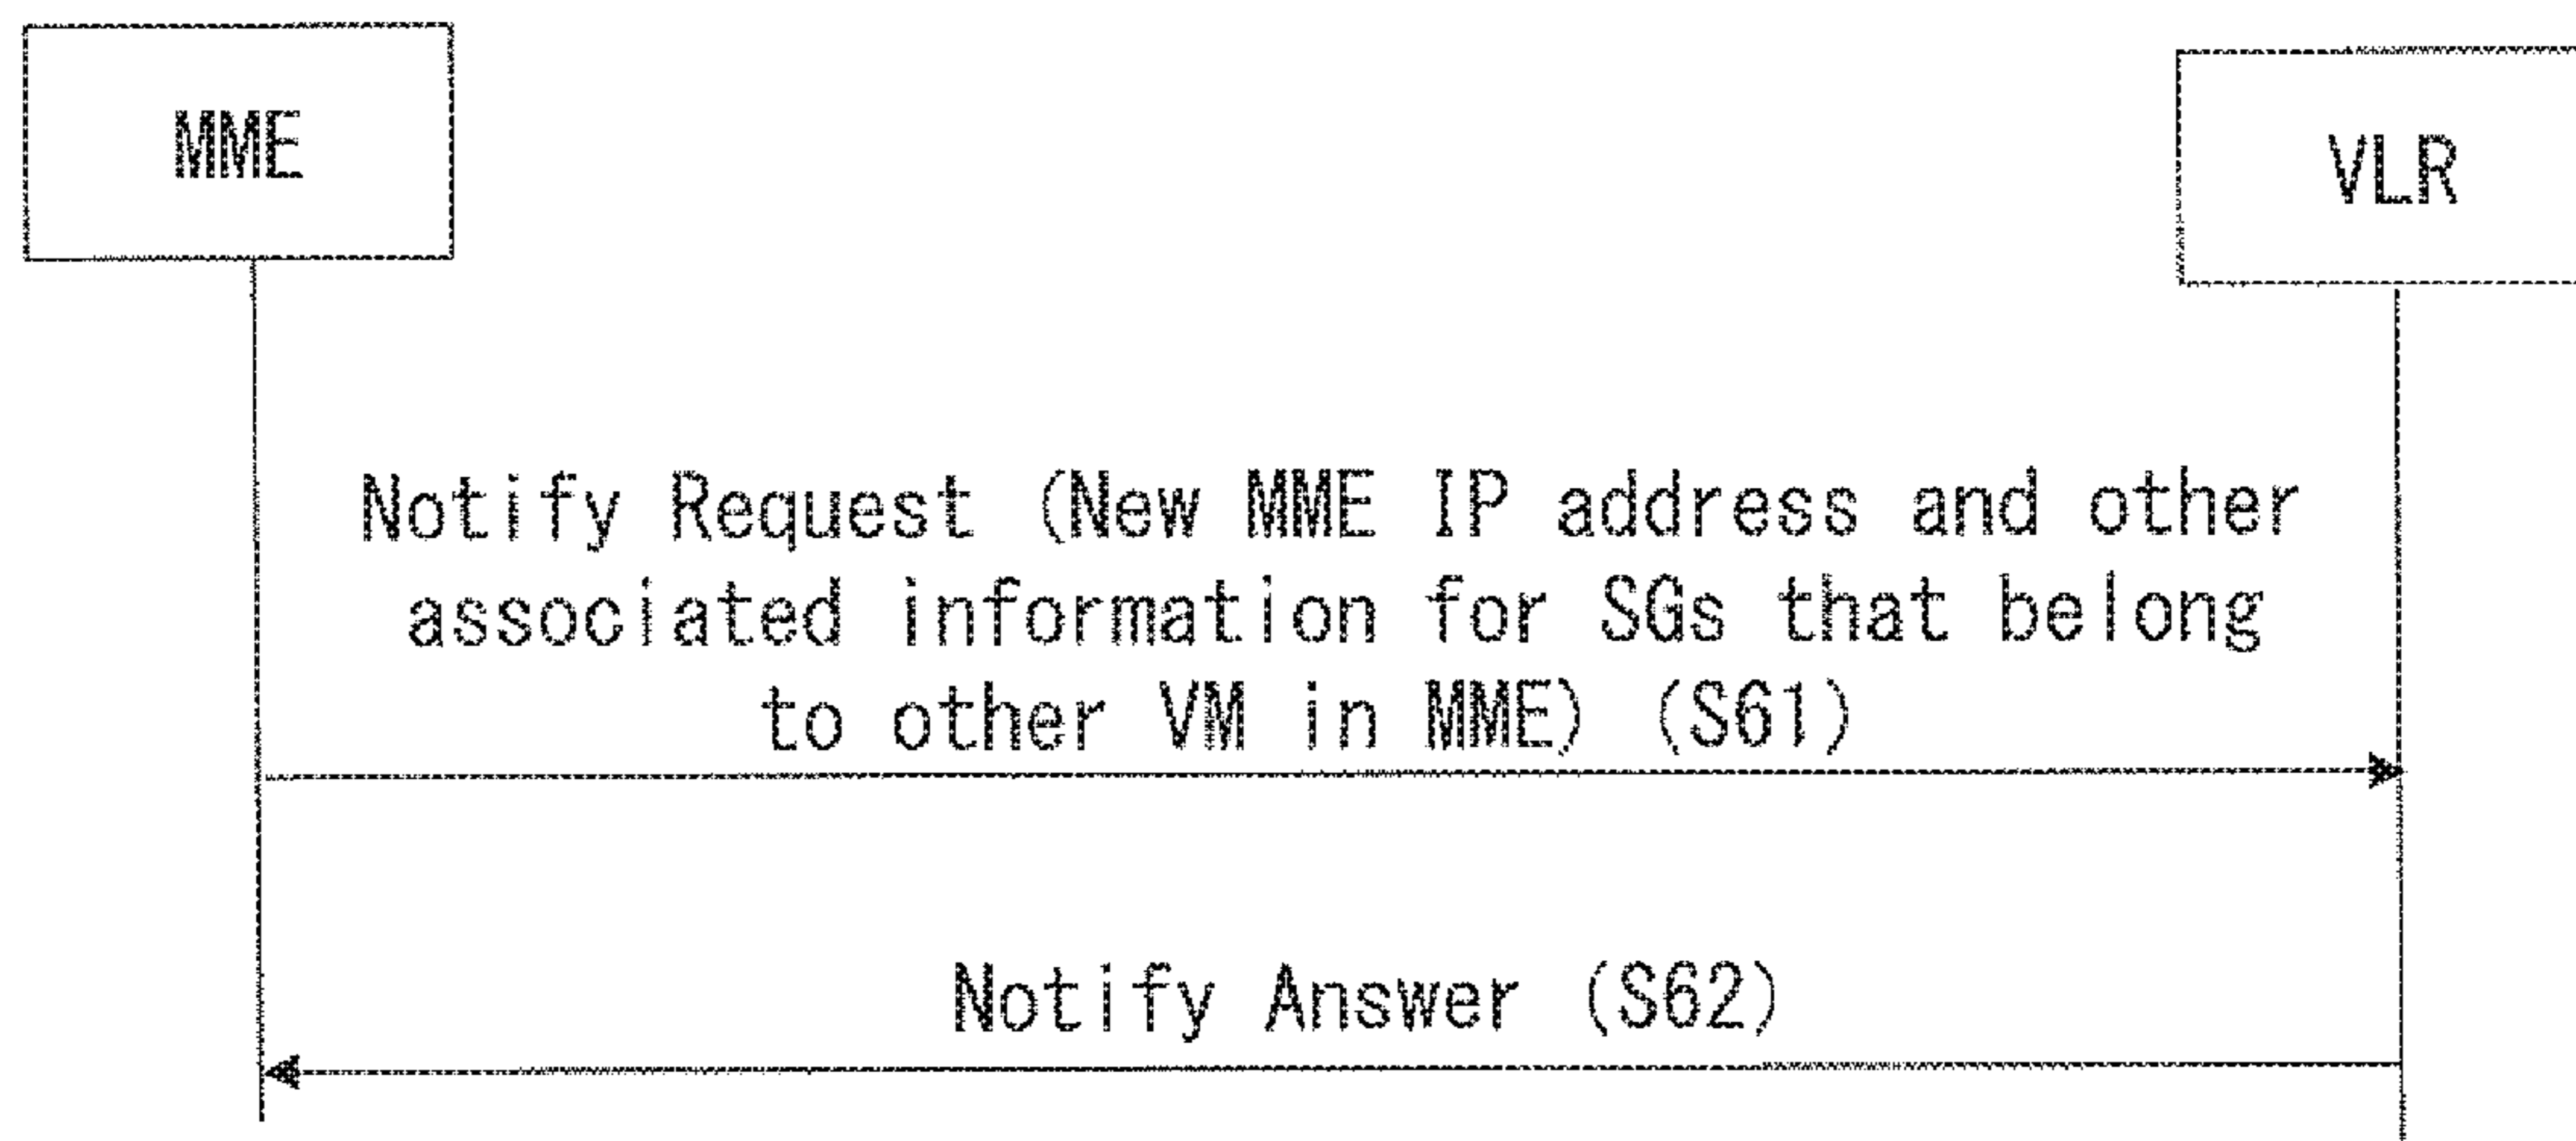 MME
VLR
Notify Request (New MME IP address and other
associated information for SGs that belong
to other VM in MME) (S61)
Notify Answer (S62)